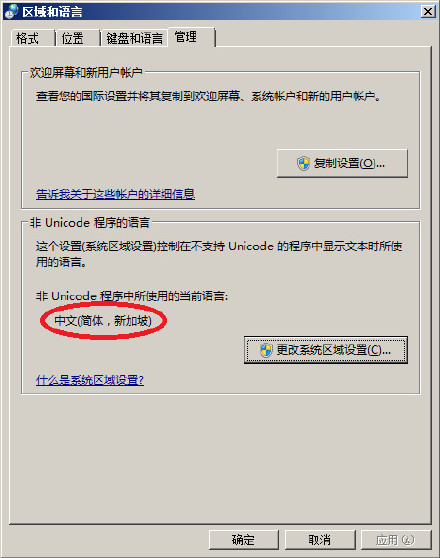 区域和语言
格式 位置 键盘和语言 管理
欢迎屏幕和新用户帐户
查看您的国际设置并将其复制到欢迎屏幕、系统帐户和新的用户帐户。
复制设置(O)...
告诉我关于这些帐户的详细信息
非 Unicode 程序的语言
这个设置(系统区域设置)控制在不支持 Unicode 的程序中显示文本时所使
用的语言。
非 Unicode 程序中所使用的当前语言:
中文(简体，新加坡)
更改系统区域设置(C)...
什么是系统区域设置?
确定 取消 应用(A)